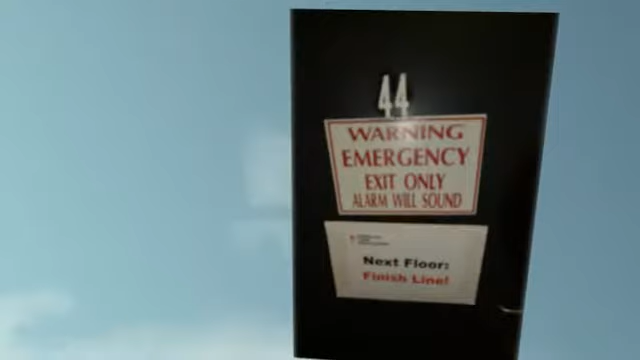 44
WARNING
EMERGENCY
EXIT ONLY
ALARM WILL SOUND
Next Floor:
Finish Line!